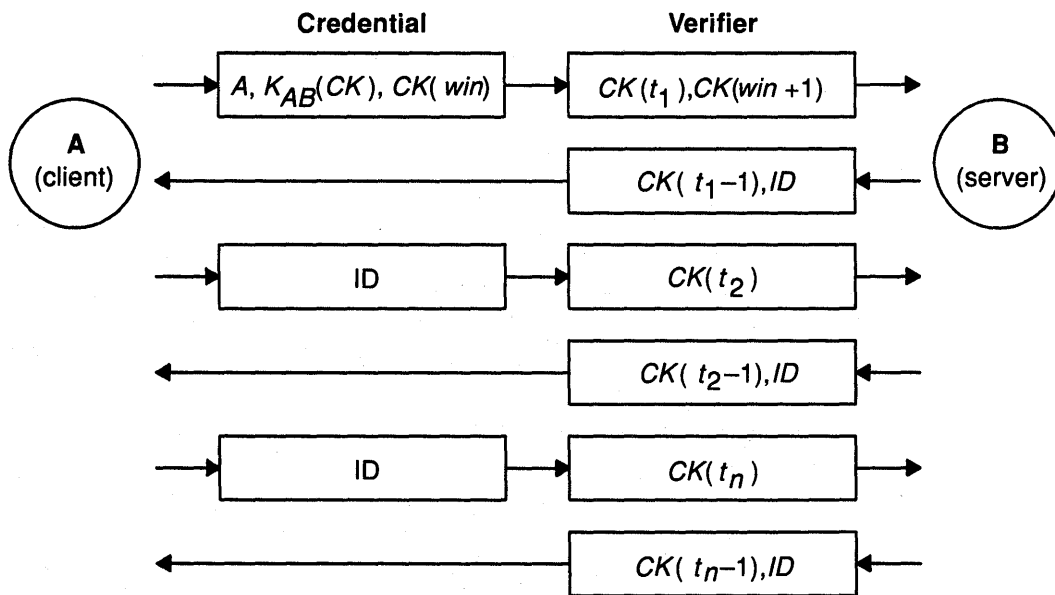 Credential Verifier
A, K_AB(CK), CK( win) CK(t_1),CK(win +1)
A
(client)
B
(server)
CK( t_1−1),ID
ID CK(t_2)
CK( t_2−1),ID
ID CK(t_n)
CK( t_n−1),ID